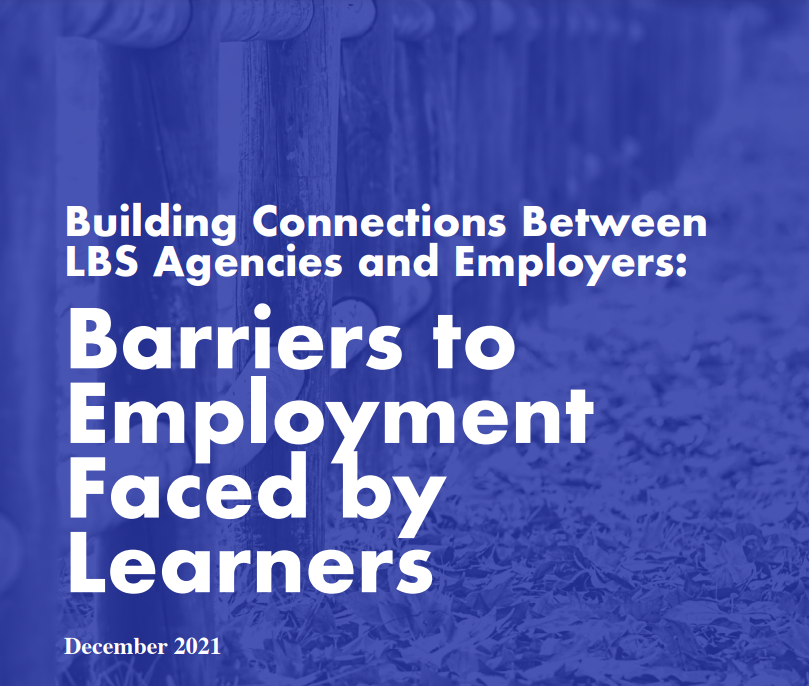 Building Connections Between
LBS Agencies and Employers:
Barriers to
Employment
Faced by
Learners
December 2021